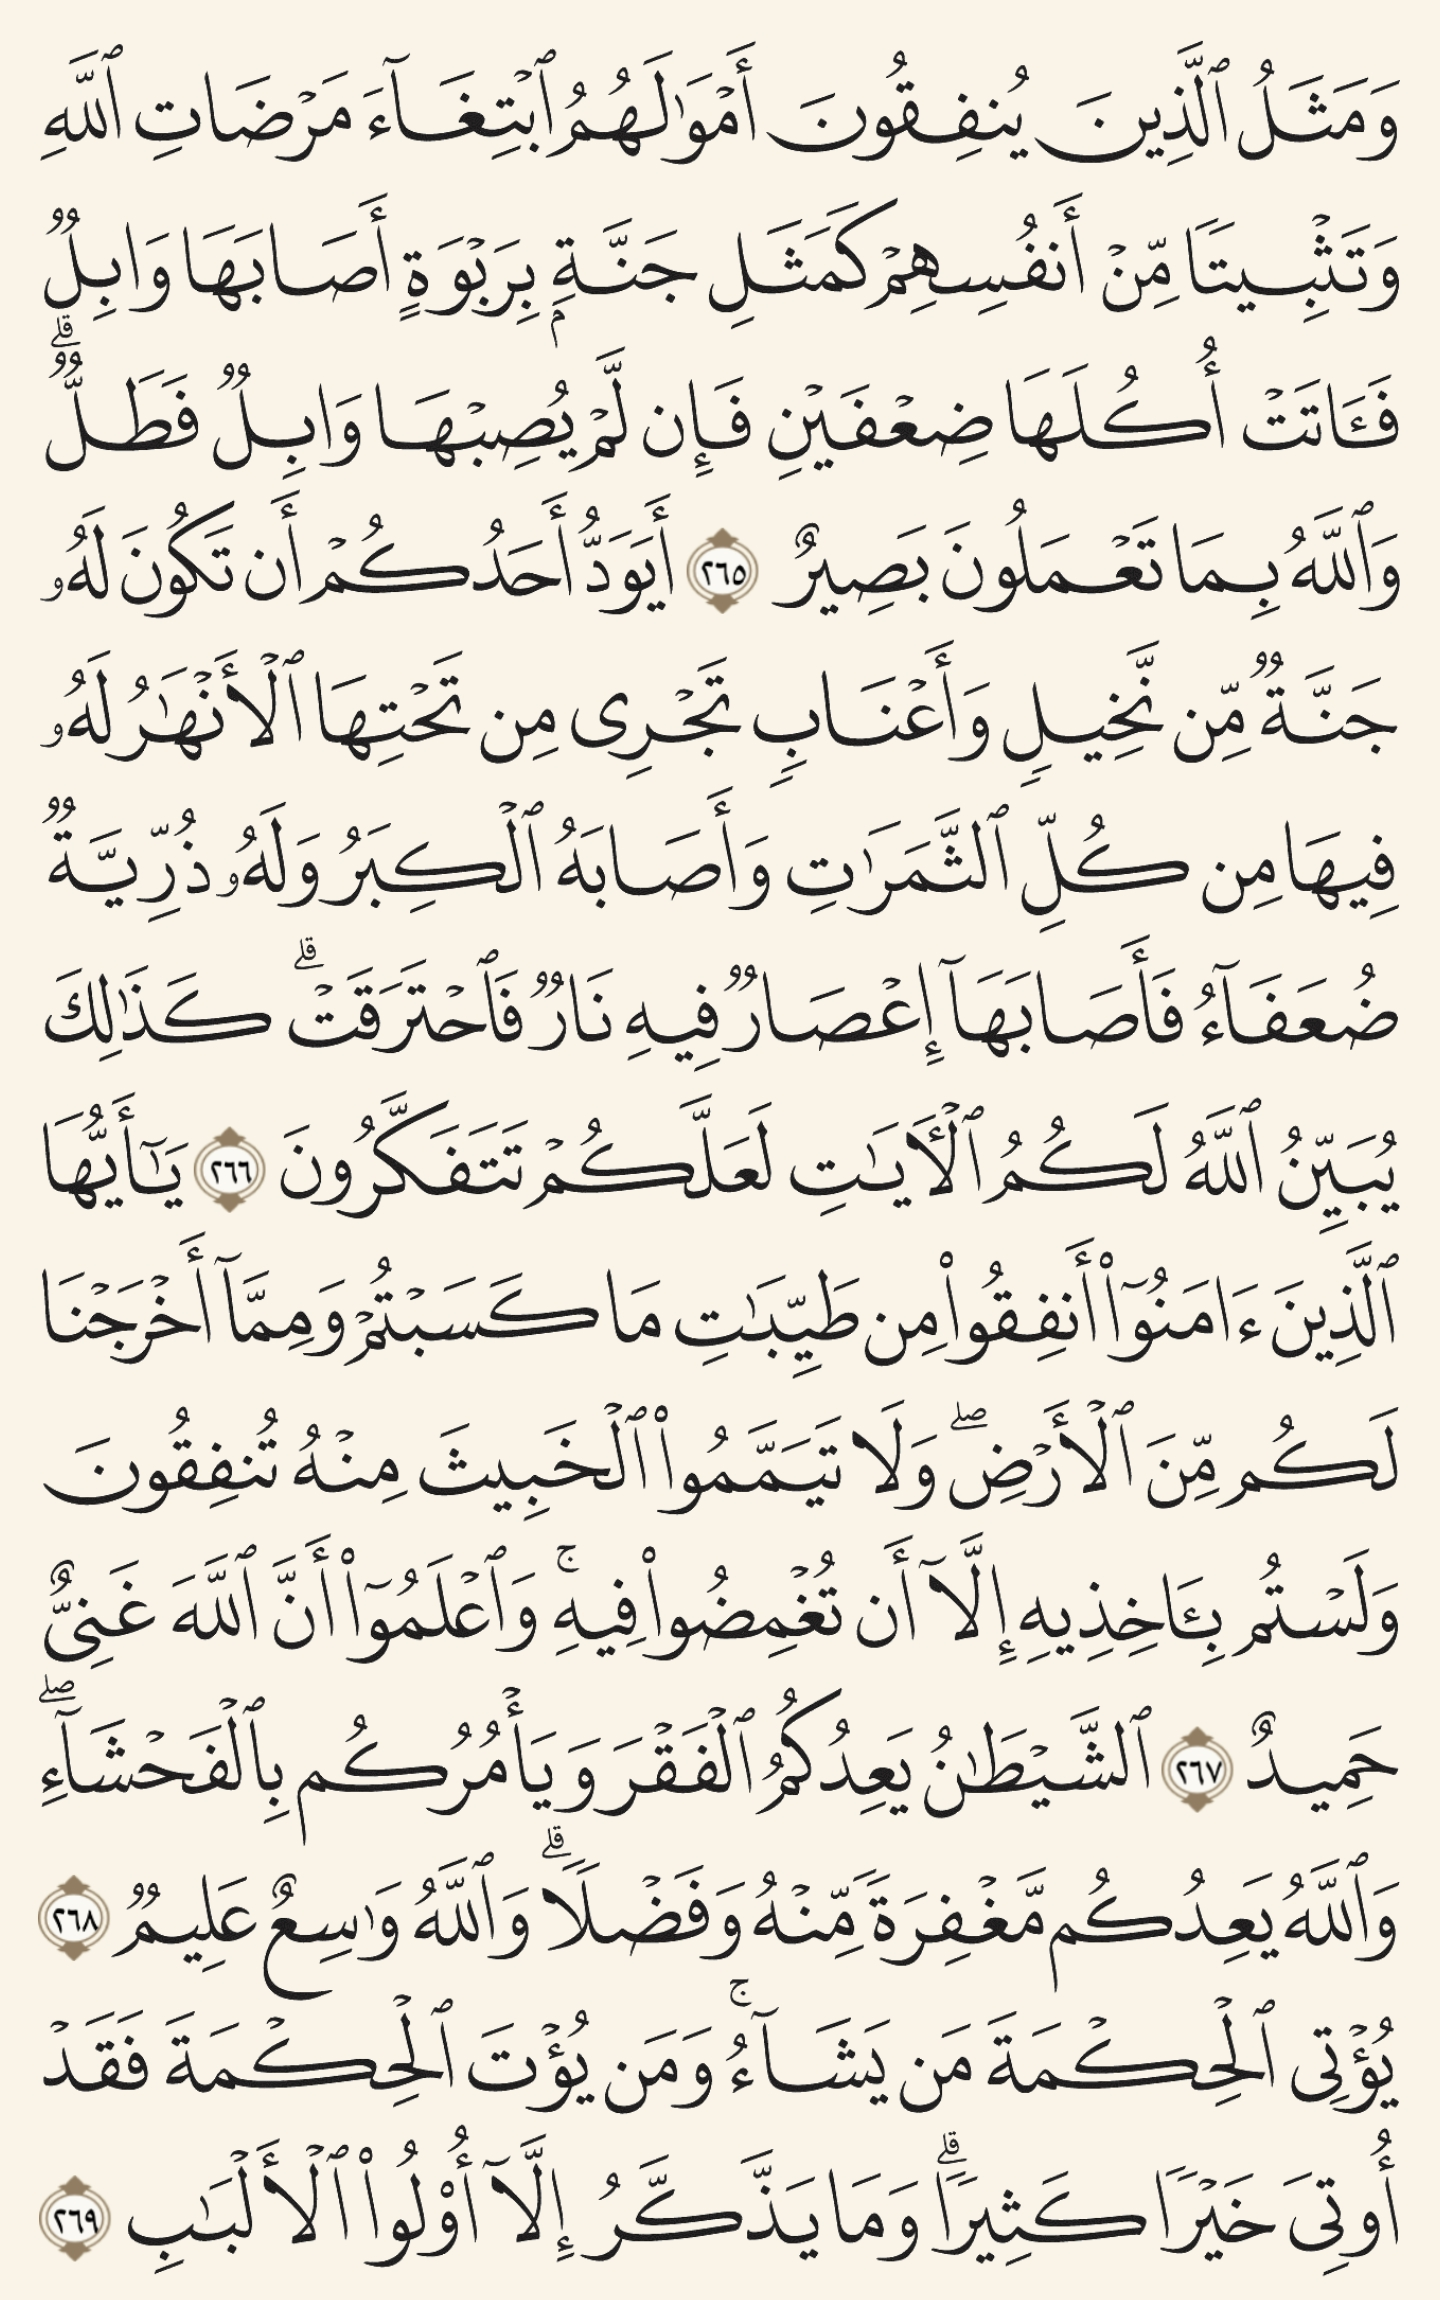 وَمَثَلُ ٱلَّذِينَ يُنفِقُونَ أَمۡوَٰلَهُمُ ٱبۡتِغَآءَ مَرۡضَاتِ ٱللَّهِ
وَتَثۡبِيتٗا مِّنۡ أَنفُسِهِمۡ كَمَثَلِ جَنَّةِۭ بِرَبۡوَةٍ أَصَابَهَا وَابِلٞ
فَـَٔاتَتۡ أُكُلَهَا ضِعۡفَيۡنِ فَإِن لَّمۡ يُصِبۡهَا وَابِلٞ فَطَلّٞۗ
وَٱللَّهُ بِمَا تَعۡمَلُونَ بَصِيرٌ ٢٦٥ أَيَوَدُّ أَحَدُكُمۡ أَن تَكُونَ لَهُۥ
جَنَّةٞ مِّن نَّخِيلٖ وَأَعۡنَابٖ تَجۡرِي مِن تَحۡتِهَا ٱلۡأَنۡهَٰرُ لَهُۥ
فِيهَا مِن كُلِّ ٱلثَّمَرَٰتِ وَأَصَابَهُ ٱلۡكِبَرُ وَلَهُۥ ذُرِّيَّةٞ
ضُعَفَآءُ فَأَصَابَهَآ إِعۡصَارٞ فِيهِ نَارٞ فَٱحۡتَرَقَتۡۗ كَذَٰلِكَ
يُبَيِّنُ ٱللَّهُ لَكُمُ ٱلۡأٓيَٰتِ لَعَلَّكُمۡ تَتَفَكَّرُونَ ٢٦٦ يَٰٓأَيُّهَا
ٱلَّذِينَ ءَامَنُوٓاْ أَنفِقُواْ مِن طَيِّبَٰتِ مَا كَسَبۡتُمۡ وَمِمَّآ أَخۡرَجۡنَا
لَكُم مِّنَ ٱلۡأَرۡضِۖ وَلَا تَيَمَّمُواْ ٱلۡخَبِيثَ مِنۡهُ تُنفِقُونَ
وَلَسۡتُم بِـَٔاخِذِيهِ إِلَّآ أَن تُغۡمِضُواْ فِيهِۚ وَٱعۡلَمُوٓاْ أَنَّ ٱللَّهَ غَنِيٌّ
حَمِيدٌ ٢٦٧ ٱلشَّيۡطَٰنُ يَعِدُكُمُ ٱلۡفَقۡرَ وَيَأۡمُرُكُم بِٱلۡفَحۡشَآءِۖ
وَٱللَّهُ يَعِدُكُم مَّغۡفِرَةٗ مِّنۡهُ وَفَضۡلٗاۗ وَٱللَّهُ وَٰسِعٌ عَلِيمٞ ٢٦٨
يُؤۡتِي ٱلۡحِكۡمَةَ مَن يَشَآءُۚ وَمَن يُؤۡتَ ٱلۡحِكۡمَةَ فَقَدۡ
أُوتِيَ خَيۡرٗا كَثِيرٗاۗ وَمَا يَذَّكَّرُ إِلَّآ أُوْلُواْ ٱلۡأَلۡبَٰبِ ٢٦٩